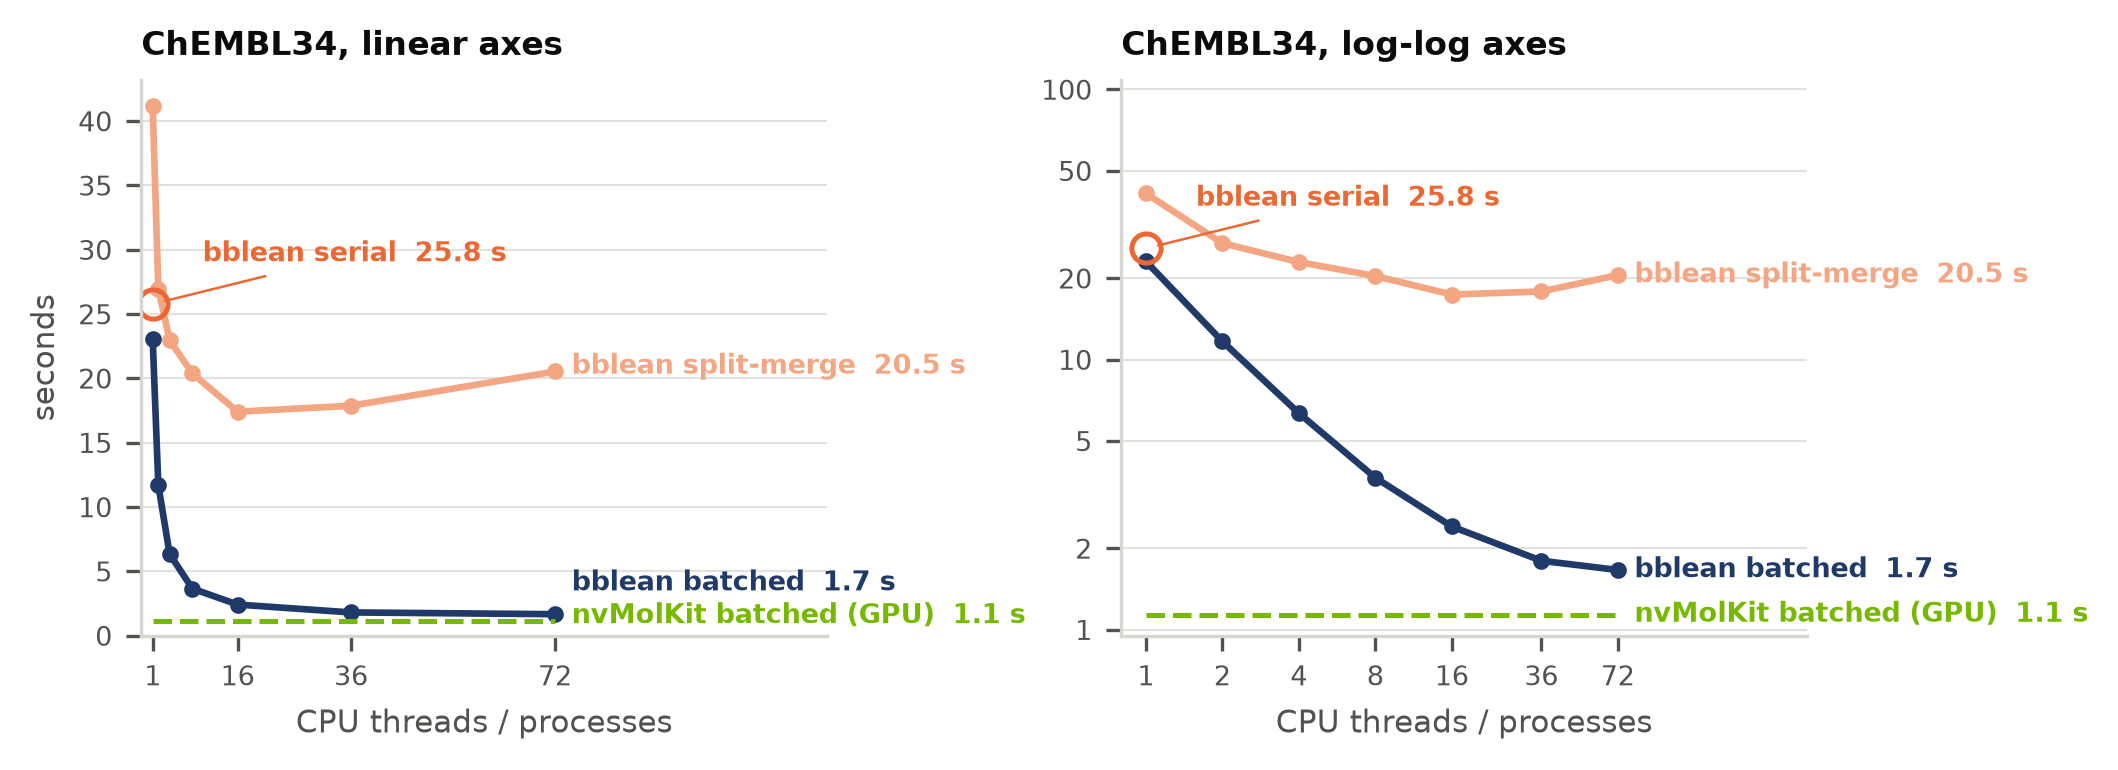 ChEMBL34, linear axes
seconds
40
35
30
25
20
15
10
5
0
bblean serial 25.8 s
bblean split-merge 20.5 s
bblean batched 1.7 s
nvMolKit batched (GPU) 1.1 s
1 16 36 72
CPU threads / processes
ChEMBL34, log-log axes
100
50
20
10
5
2
1
bblean serial 25.8 s
bblean split-merge 20.5 s
bblean batched 1.7 s
nvMolKit batched (GPU) 1.1 s
1 2 4 8 16 36 72
CPU threads / processes